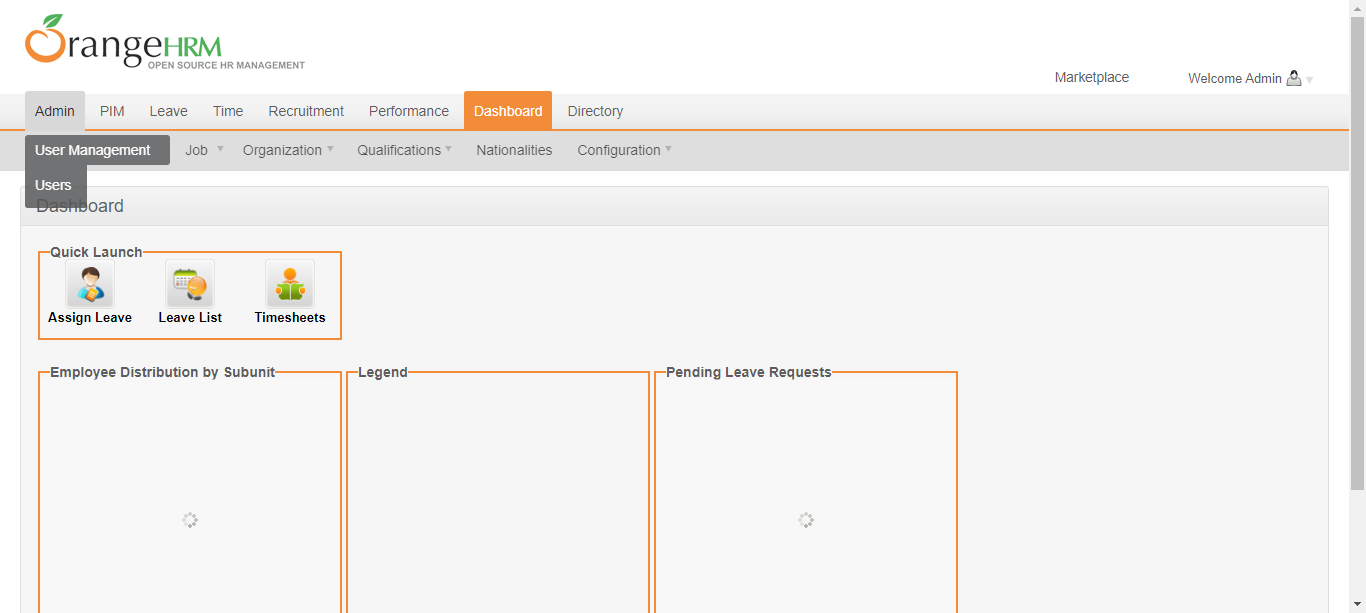 OrangeHRM
OPEN SOURCE HR MANAGEMENT
Marketplace Welcome Admin
Admin PIM Leave Time Recruitment Performance Dashboard Directory
User Management Job Organization Qualifications Nationalities Configuration
Users
Dashboard
Quick Launch
Assign Leave Leave List Timesheets
Employee Distribution by Subunit Legend Pending Leave Requests